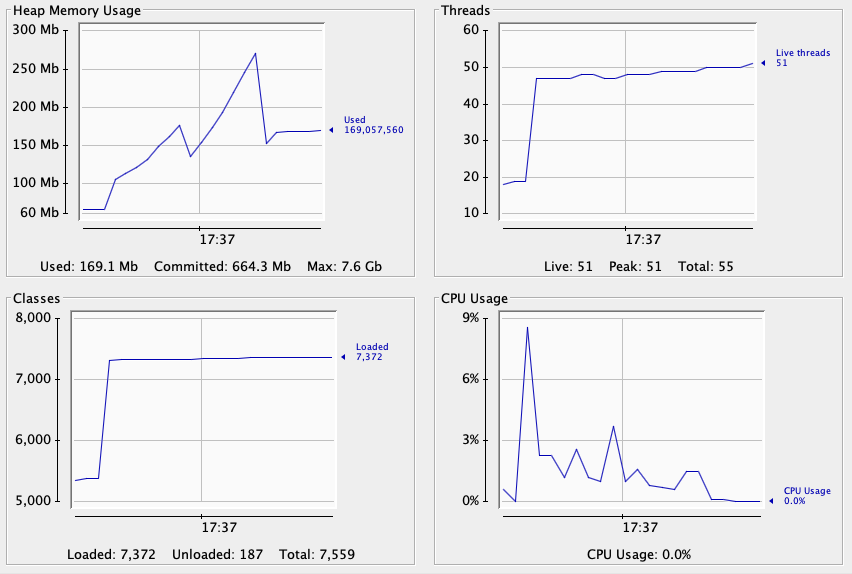 Heap Memory Usage
300 Mb
250 Mb
200 Mb
150 Mb
100 Mb
60 Mb
Used
169,057,560
17:37
Used: 169.1 Mb Committed: 664.3 Mb Max: 7.6 Gb
Threads
60
50
40
30
20
10
Live threads
51
17:37
Live: 51 Peak: 51 Total: 55
Classes
8,000
7,000
6,000
5,000
Loaded
7,372
17:37
Loaded: 7,372 Unloaded: 187 Total: 7,559
CPU Usage
9%
6%
3%
0%
CPU Usage
0.0%
17:37
CPU Usage: 0.0%